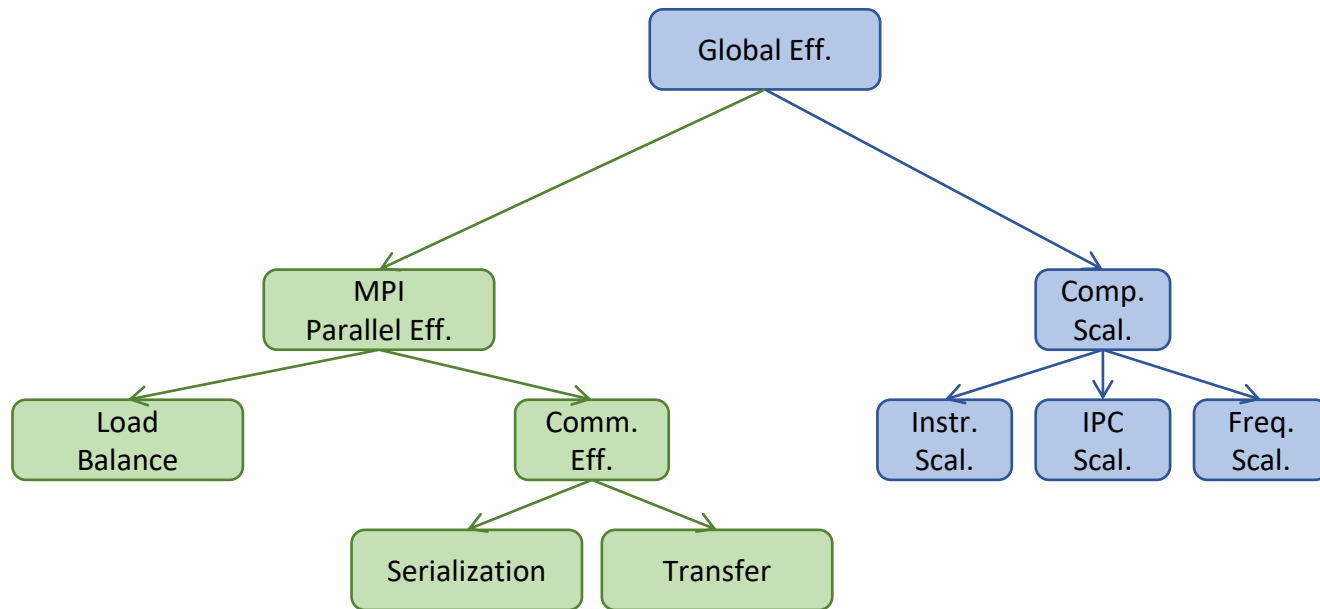 Global Eff.
MPI
Parallel Eff.
Comp.
Scal.
Load
Balance
Comm.
Eff.
Instr.
Scal.
IPC
Scal.
Freq.
Scal.
Serialization
Transfer